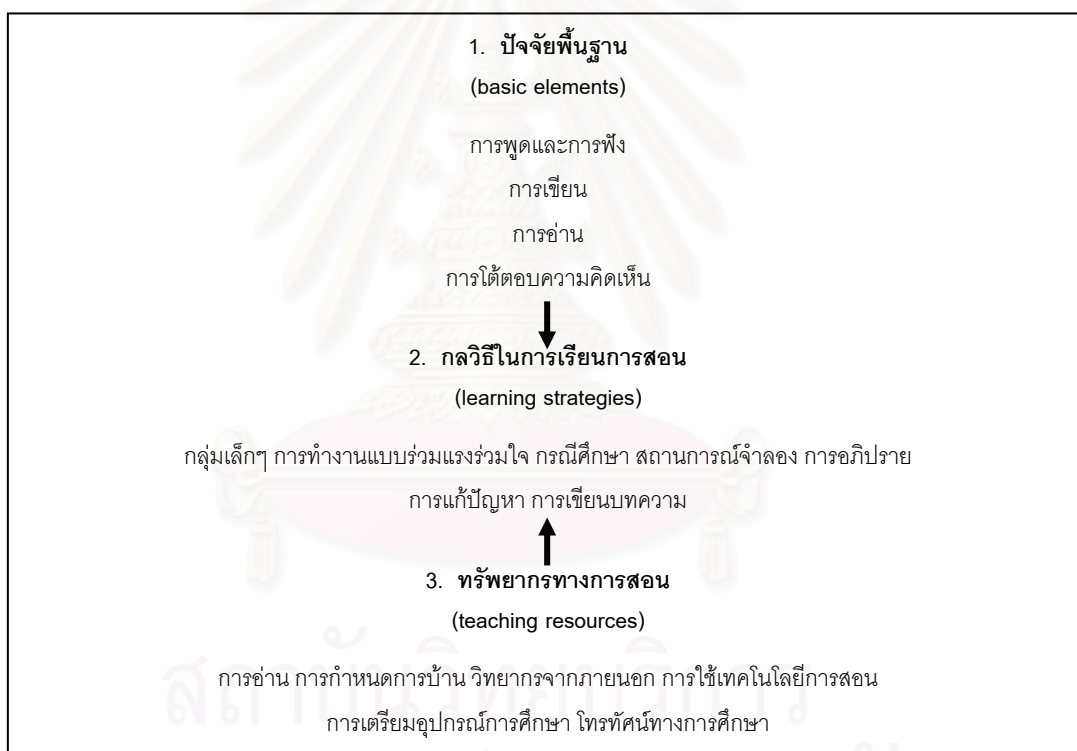 1. ปัจจัยพื้นฐาน
(basic elements)
การพูดและการฟัง
การเขียน
การอ่าน
การโต้ตอบความคิดเห็น
2. กลวิธีในการเรียนการสอน
(learning strategies)
กลุ่มเล็กๆ การทำงานแบบร่วมแรงร่วมใจ กรณีศึกษา สถานการณ์จำลอง การอภิปราย
การแก้ปัญหา การเขียนบทความ
3. ทรัพยากรทางการสอน
(teaching resources)
สถาบันวิทยบริการ
การอ่าน การกำหนดการบ้าน วิทยากรจากภายนอก การใช้เทคโนโลยีการสอน
การเตรียมอุปกรณ์การศึกษา โทรทัศน์ทางการศึกษา